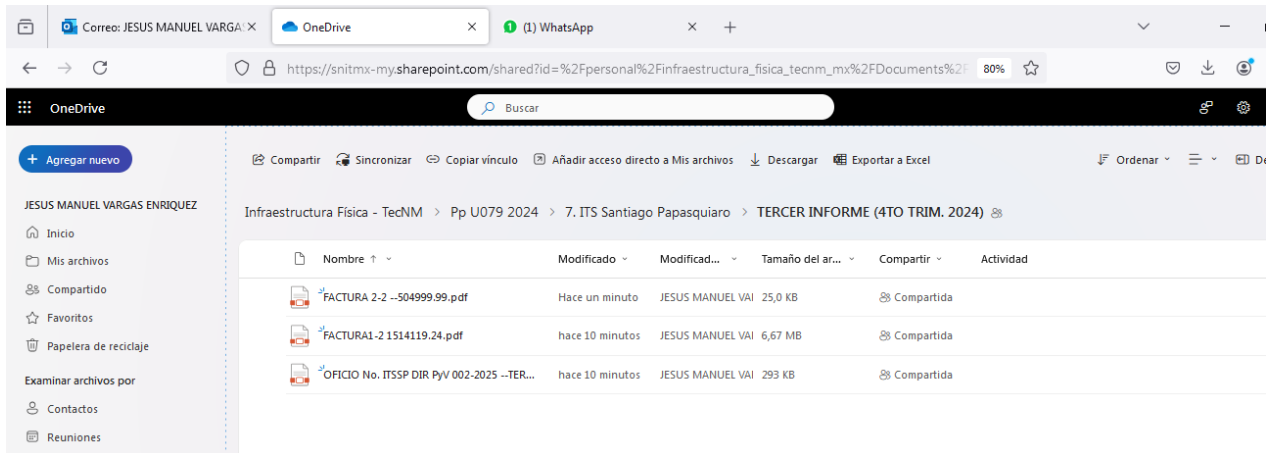 Correo: JESUS MANUEL VARGA
OneDrive
(1) WhatsApp
https://snitmx-my.sharepoint.com/shared?id=%2Fpersonal%2Finfraestructura_fisica_tecnm_mx%2FDocuments%2F
80%
OneDrive
Buscar
+ Agregar nuevo
Compartir Sincronizar Copiar vínculo Añadir acceso directo a Mis archivos Descargar Exportar a Excel Ordenar De
JESUS MANUEL VARGAS ENRIQUEZ
Inicio
Mis archivos
Compartido
Favoritos
Papelera de reciclaje
Examinar archivos por
Contactos
Reuniones
Infraestructura Física - TecNM > Pp U079 2024 > 7. ITS Santiago Papasquiaro > TERCER INFORME (4TO TRIM. 2024)
Nombre Modificado Modificad... Tamaño del ar... Compartir Actividad
FACTURA 2-2 --504999.99.pdf Hace un minuto JESUS MANUEL VAI 25,0 KB Compartida
FACTURA1-2 1514119.24.pdf hace 10 minutos JESUS MANUEL VAI 6,67 MB Compartida
OFICIO No. ITSSP DIR PyV 002-2025 --TER... hace 10 minutos JESUS MANUEL VAI 293 KB Compartida